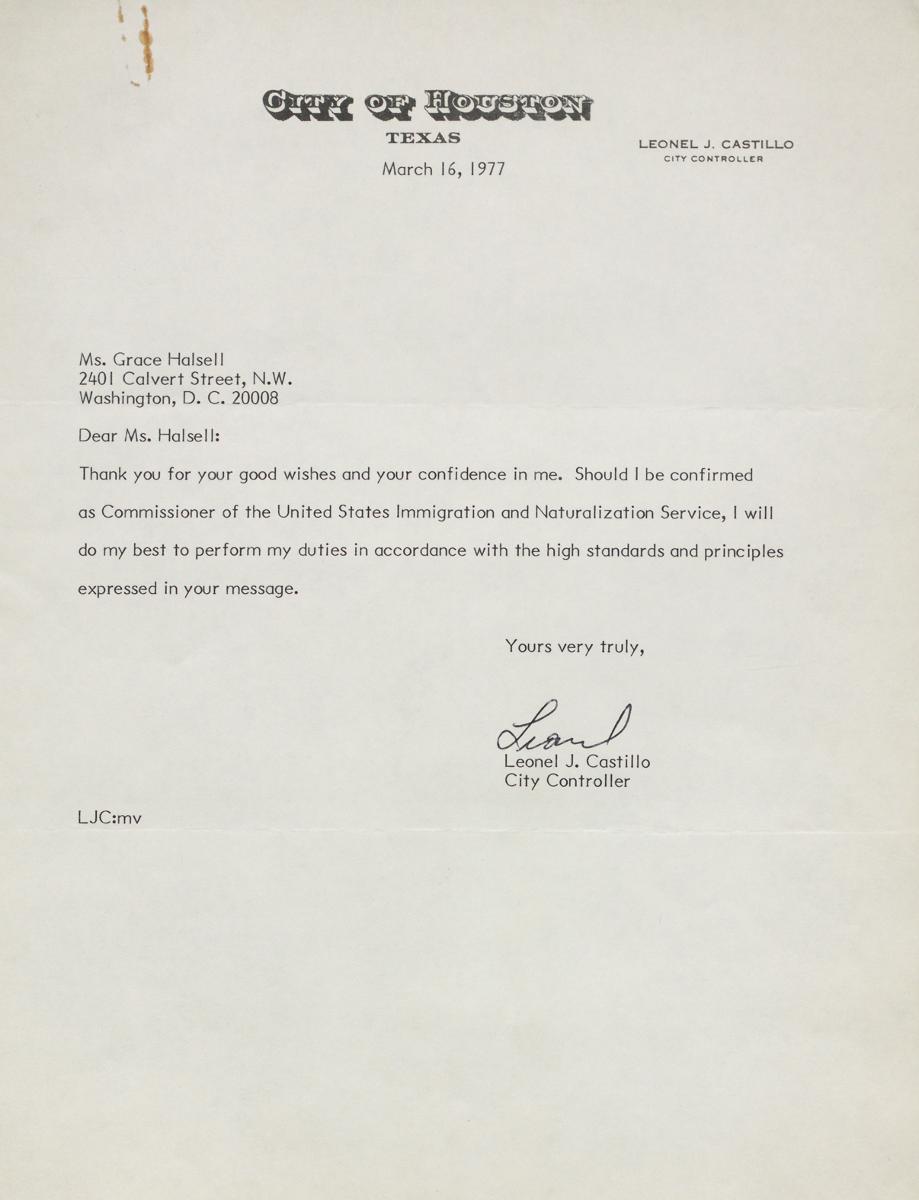 CITY OF HOUSTON
TEXAS
LEONEL J. CASTILLO
CITY CONTROLLER
March 16, 1977
Ms. Grace Halsell
2401 Calvert Street, N.W.
Washington, D. C. 20008
Dear Ms. Halsell:
Thank you for your good wishes and your confidence in me. Should I be confirmed
as Commissioner of the United States Immigration and Naturalization Service, I will
do my best to perform my duties in accordance with the high standards and principles
expressed in your message.
Yours very truly,
Leonel
Leonel J. Castillo
City Controller
LJC:mv